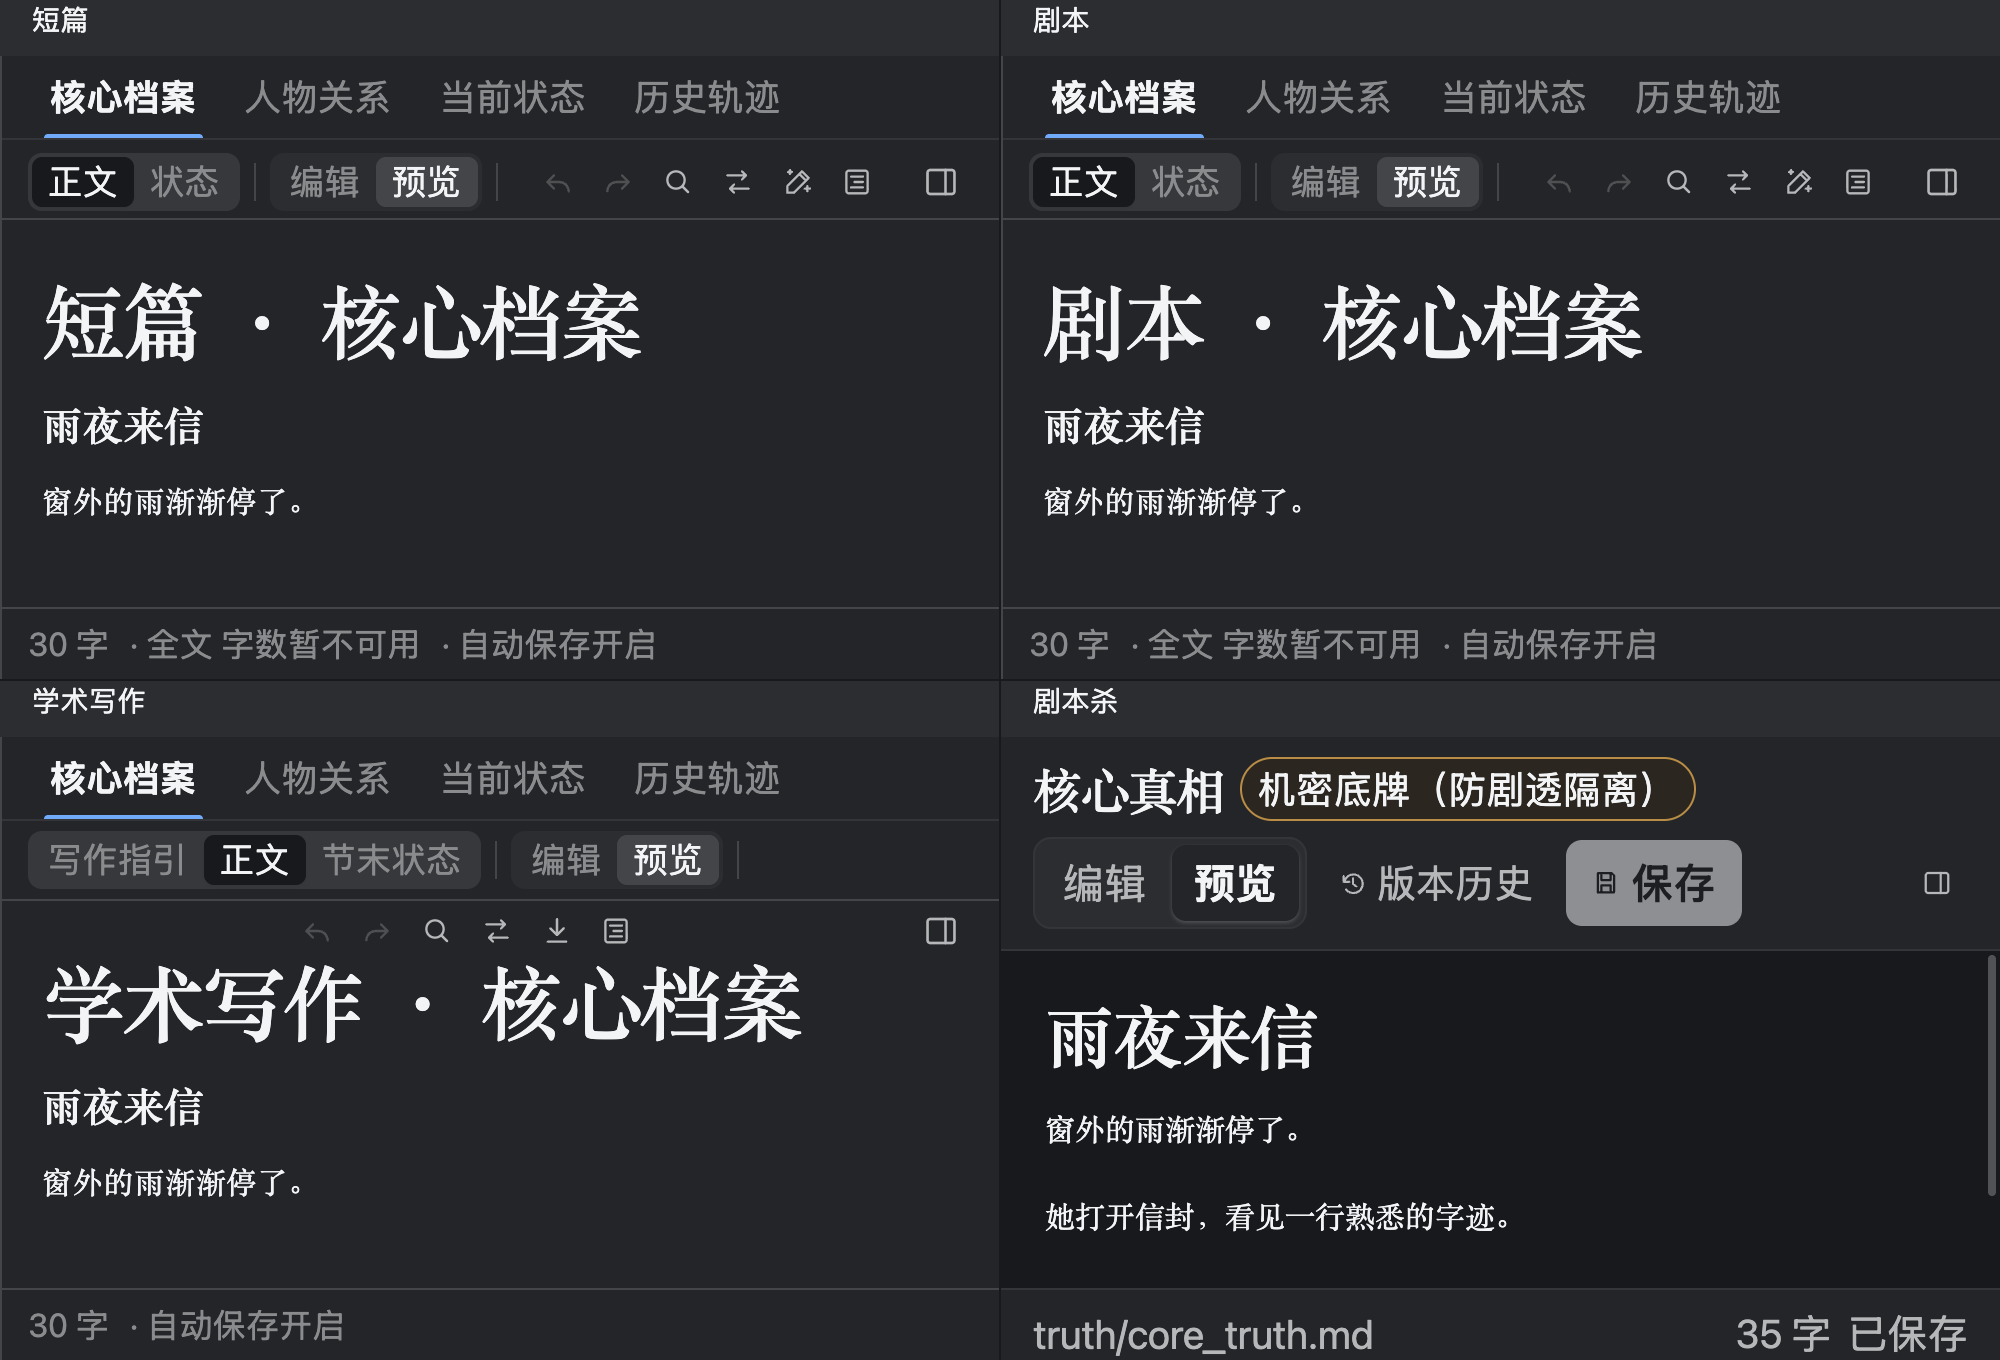 短篇
核心档案 人物关系 当前状态 历史轨迹
正文 状态 编辑 预览
短篇 · 核心档案
雨夜来信
窗外的雨渐渐停了。
30 字 · 全文 字数暂不可用 · 自动保存开启
剧本
核心档案 人物关系 当前状态 历史轨迹
正文 状态 编辑 预览
剧本 · 核心档案
雨夜来信
窗外的雨渐渐停了。
30 字 · 全文 字数暂不可用 · 自动保存开启
学术写作
核心档案 人物关系 当前状态 历史轨迹
写作指引 正文 节末状态 编辑 预览
学术写作 · 核心档案
雨夜来信
窗外的雨渐渐停了。
30 字 · 自动保存开启
剧本杀
核心真相 机密底牌（防剧透隔离）
编辑 预览 版本历史 保存
雨夜来信
窗外的雨渐渐停了。
她打开信封，看见一行熟悉的字迹。
truth/core_truth.md 35 字 已保存